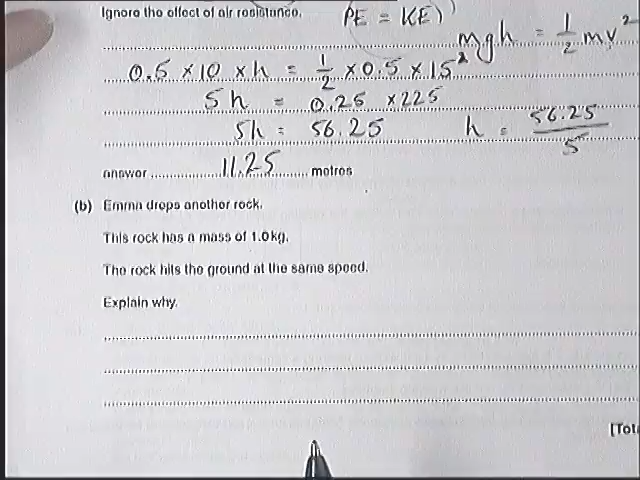 Ignore the effect of air resistance.
PE = KE)
mgh = 1/2 mv²
0.5 × 10 × h = 1/2 × 0.5 × 15²
5h = 0.25 × 225
5h = 56.25 h = 56.25/5
answer 11.25 metres
(b) Emma drops another rock.
This rock has a mass of 1.0 kg.
The rock hits the ground at the same speed.
Explain why.